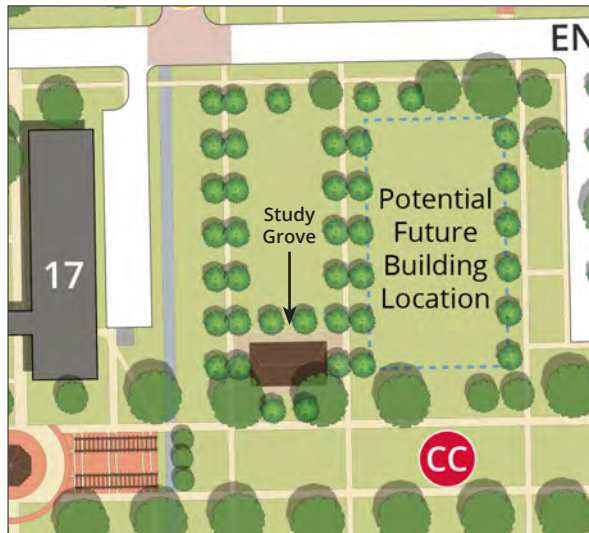 EN
Study
Grove
Potential
Future
Building
Location
17
CC